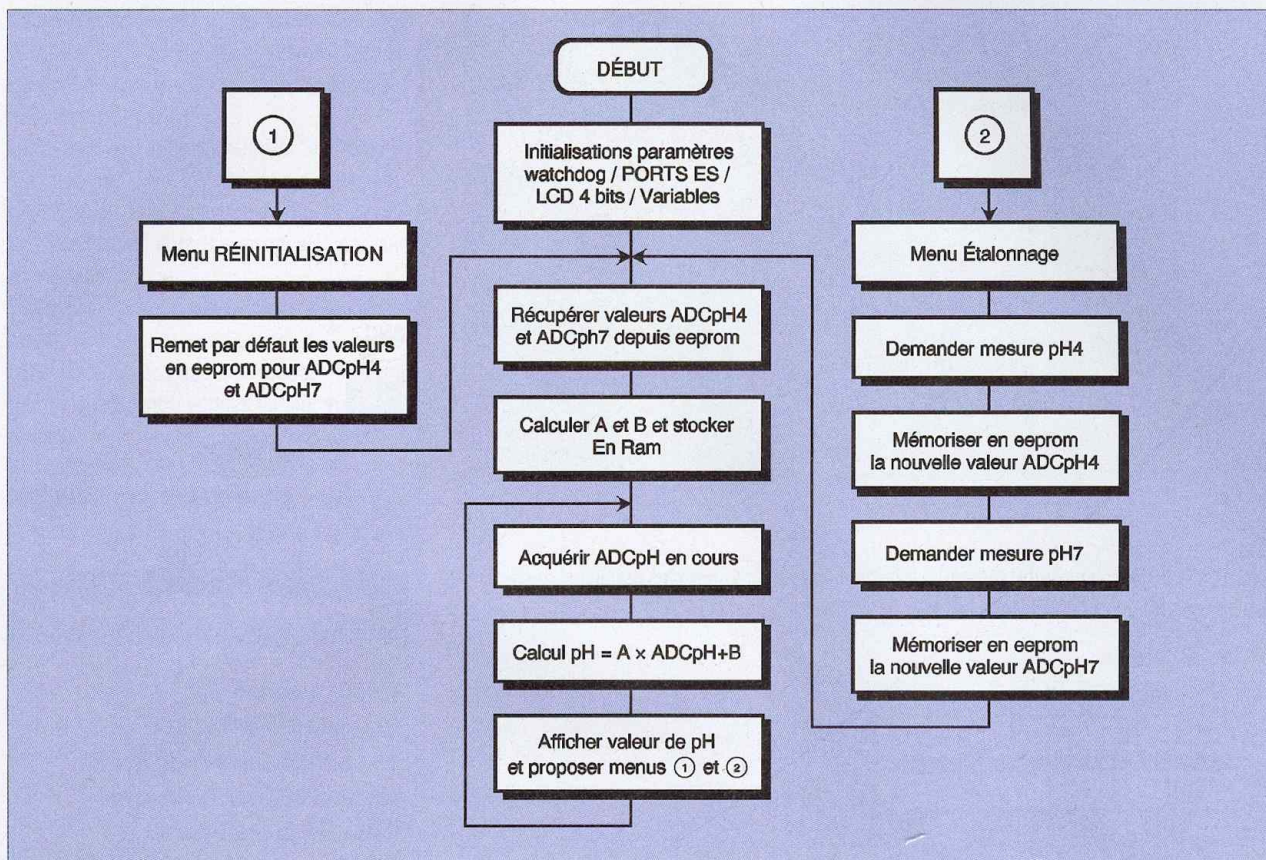 DÉBUT
Initialisations paramètres
watchdog / PORTS ES /
LCD 4 bits / Variables
Récupérer valeurs ADCpH4
et ADCph7 depuis eeprom
Calculer A et B et stocker
En Ram
Acquérir ADCpH en cours
Calcul pH = A × ADCpH+B
Afficher valeur de pH
et proposer menus ① et ②
①
Menu RÉINITIALISATION
Remet par défaut les valeurs
en eeprom pour ADCpH4
et ADCpH7
②
Menu Étalonnage
Demander mesure pH4
Mémoriser en eeprom
la nouvelle valeur ADCpH4
Demander mesure pH7
Mémoriser en eeprom
la nouvelle valeur ADCpH7